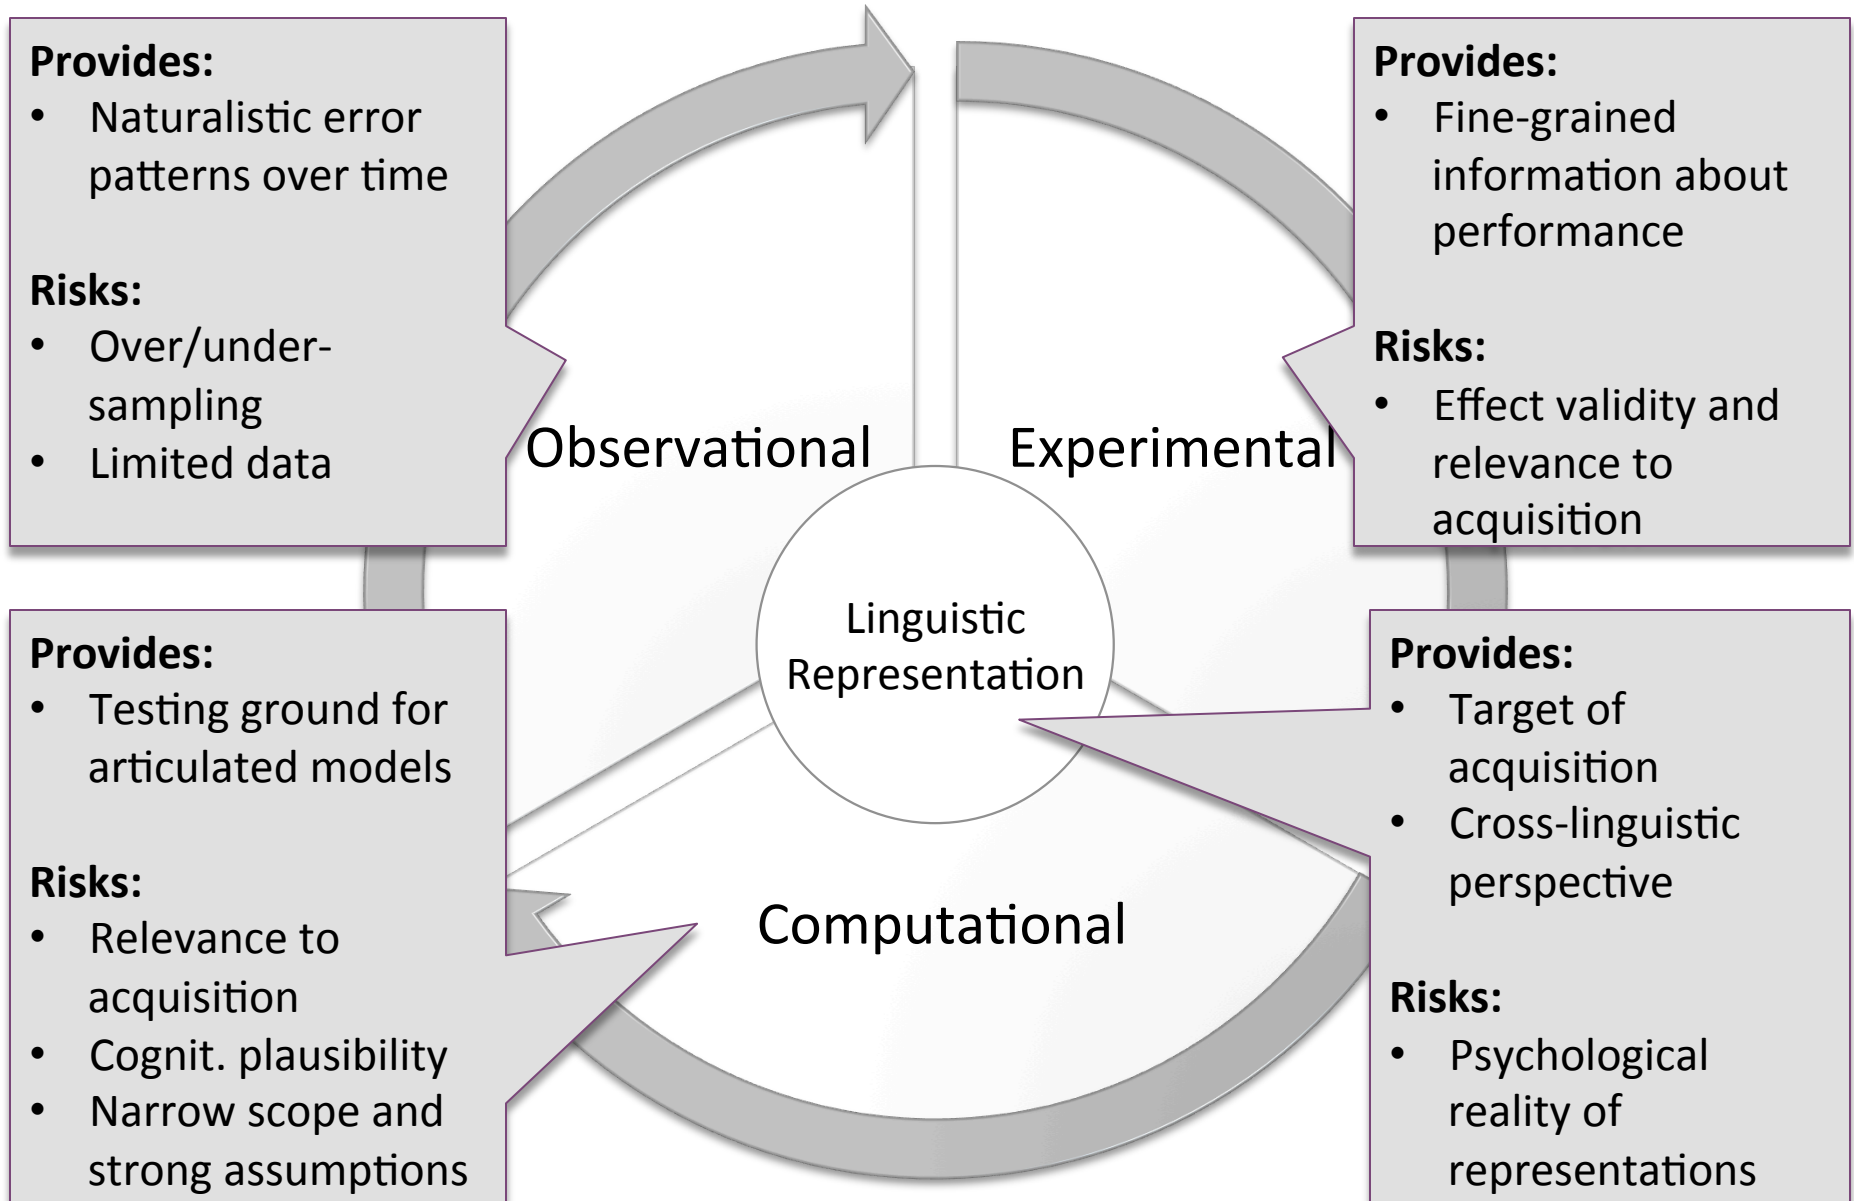 Provides:
• Naturalistic error
patterns over time
Risks:
• Over/under-
sampling
• Limited data
Provides:
• Fine-grained
information about
performance
Risks:
• Effect validity and
relevance to
acquisition
Observational
Experimental
Linguistic
Representation
Computational
Provides:
• Testing ground for
articulated models
Risks:
• Relevance to
acquisition
• Cognit. plausibility
• Narrow scope and
strong assumptions
Provides:
• Target of
acquisition
• Cross-linguistic
perspective
Risks:
• Psychological
reality of
representations